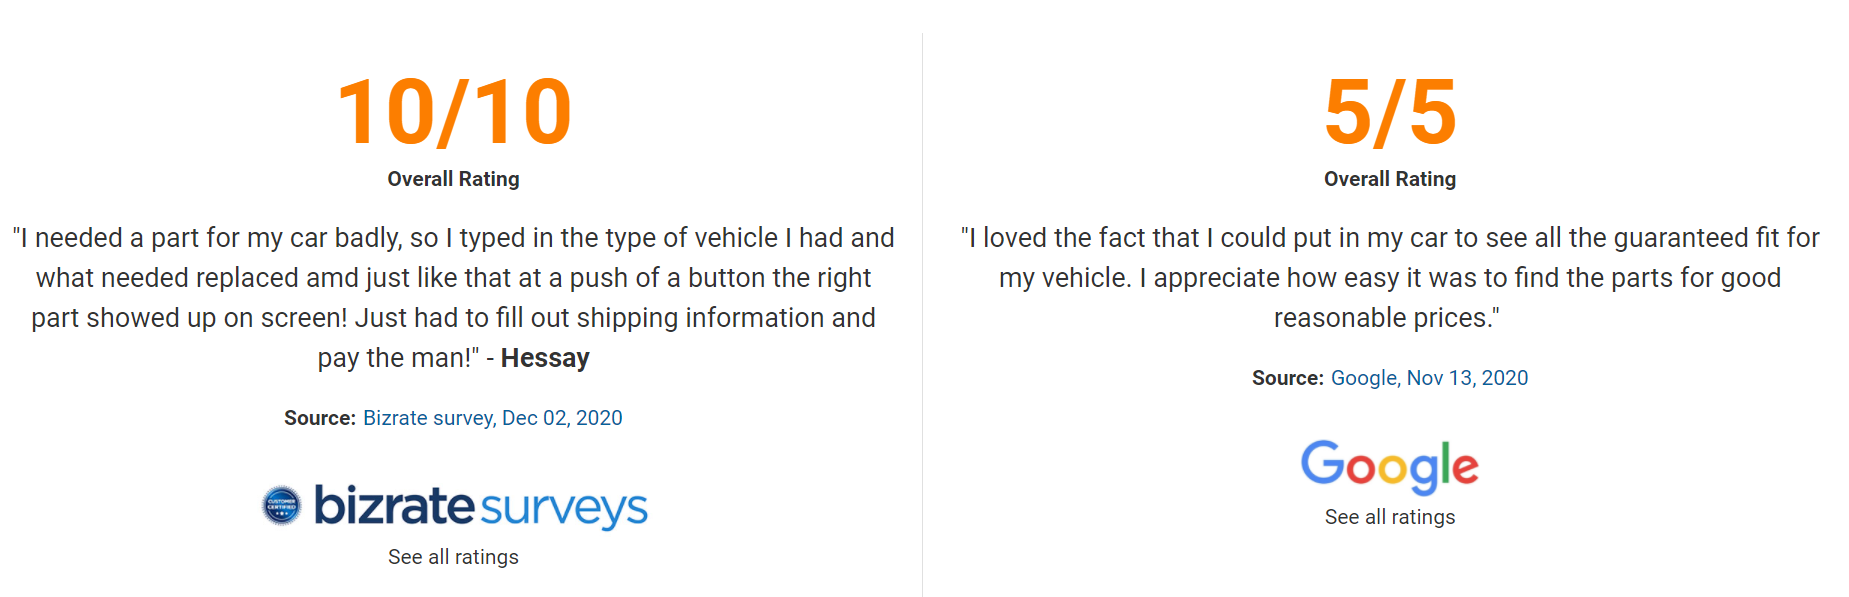 10/10
Overall Rating
"I needed a part for my car badly, so I typed in the type of vehicle I had and
what needed replaced amd just like that at a push of a button the right
part showed up on screen! Just had to fill out shipping information and
pay the man!" - Hessay
Source: Bizrate survey, Dec 02, 2020
CUSTOMER
CERTIFIED
bizrate surveys
See all ratings
5/5
Overall Rating
"I loved the fact that I could put in my car to see all the guaranteed fit for
my vehicle. I appreciate how easy it was to find the parts for good
reasonable prices."
Source: Google, Nov 13, 2020
Google
See all ratings